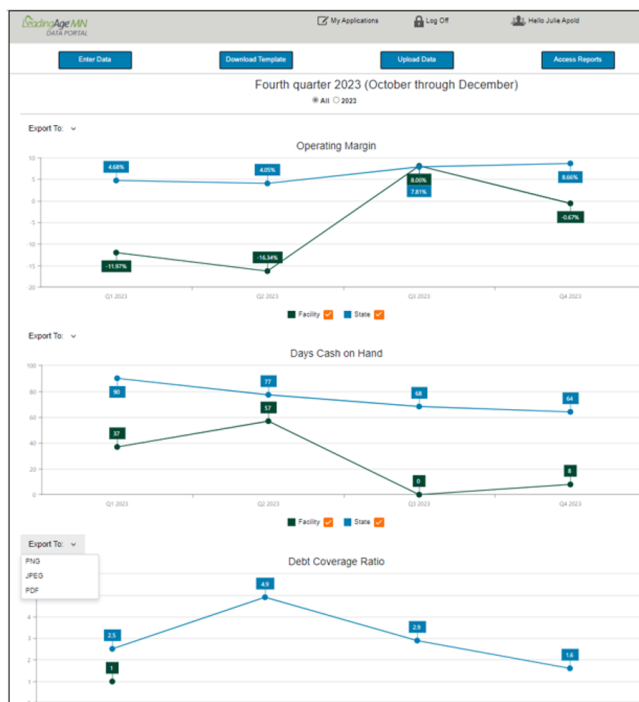 LeadingAge MN
DATA PORTAL
My Applications
Log Off
Hello Julie Apold
Enter Data
Download Template
Upload Data
Access Reports
Fourth quarter 2023 (October through December)
All 2023
Export To:
Operating Margin
10
5
0
-5
-10
-15
20
4.68%
4.05%
8.00%
7.81%
8.66%
-11.97%
-16.34%
-0.67%
Q1 2023
Q2 2023
Q3 2023
Q4 2023
Facility State
Export To:
Days Cash on Hand
100
80
60
40
20
0
90
77
68
64
37
57
0
8
Q1 2023
Q2 2023
Q3 2023
Q4 2023
Facility State
Export To:
PNG
JPEG
PDF
Debt Coverage Ratio
4
3
2
1
2.5
4.9
2.9
1.6
1